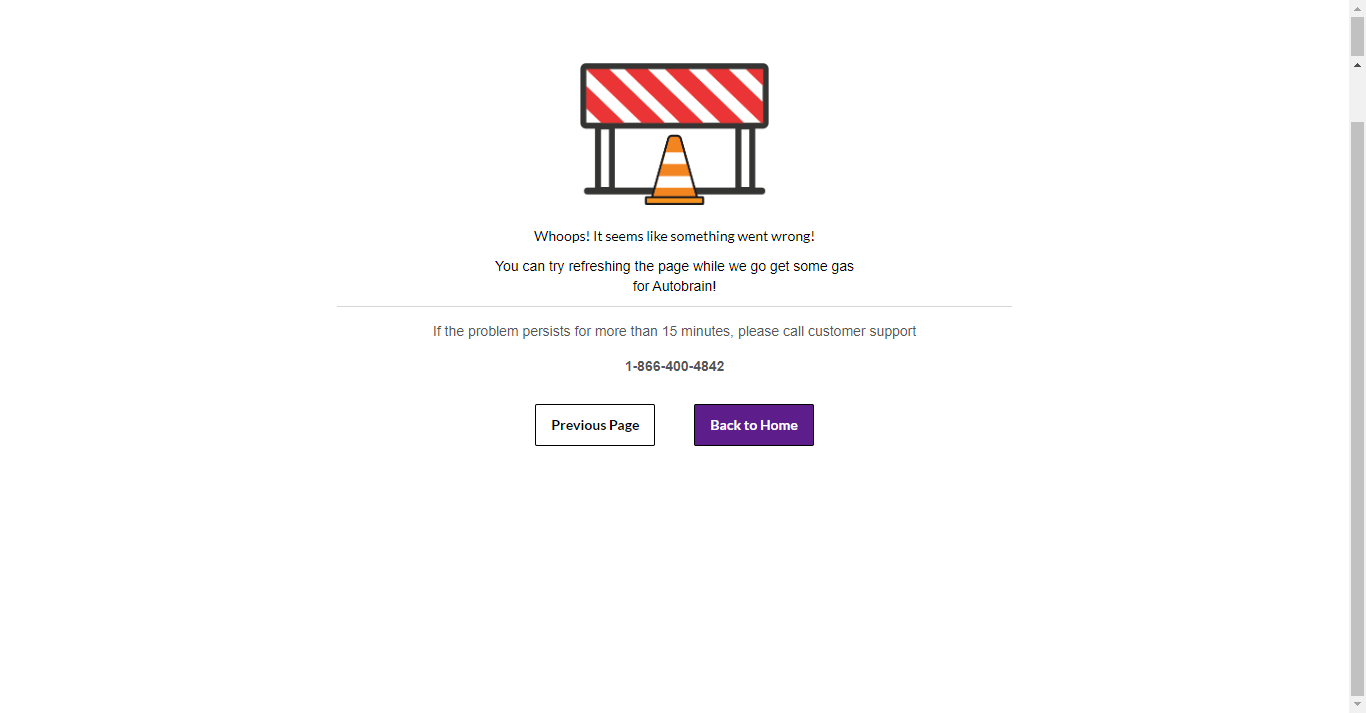 Whoops! It seems like something went wrong!
You can try refreshing the page while we go get some gas
for Autobrain!
If the problem persists for more than 15 minutes, please call customer support
1-866-400-4842
Previous Page
Back to Home